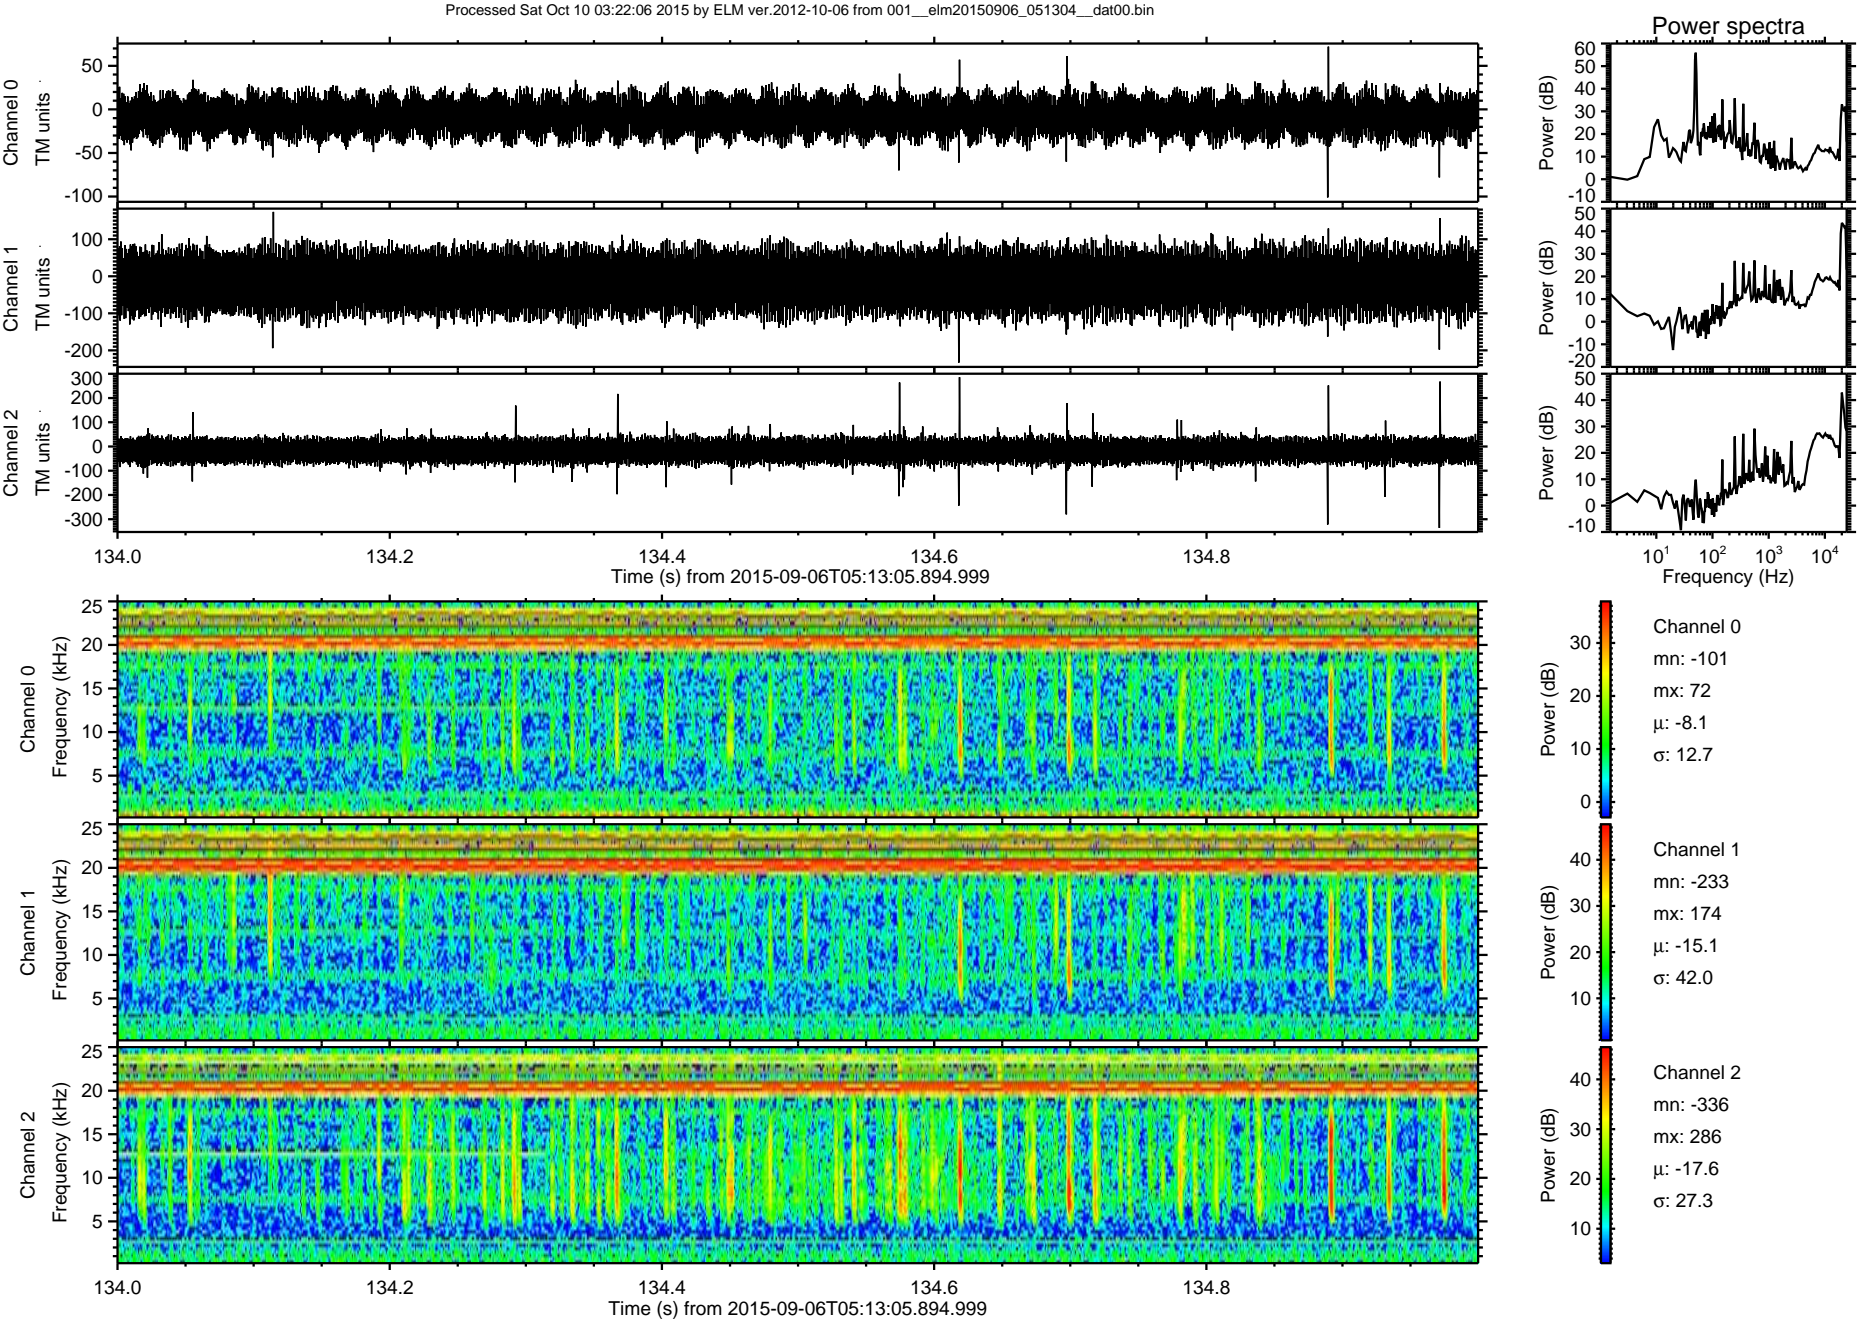 Processed Sat Oct 10 03:22:06 2015 by ELM ver.2012-10-06 from 001__elm20150906_051304__dat00.bin
Power spectra
Channel 0
TM units
50
0
-50
-100
Power (dB)
60
50
40
30
20
10
0
-10
Channel 1
TM units
100
0
-100
-200
Power (dB)
50
40
30
20
10
0
-10
-20
Channel 2
TM units
300
200
100
0
-100
-200
-300
Power (dB)
50
40
30
20
10
0
-10
134.0 134.2 134.4 134.6 134.8
Time (s) from 2015-09-06T05:13:05.894.999
10¹ 10² 10³ 10⁴
Frequency (Hz)
Channel 0
Frequency (kHz)
25
20
15
10
5
Power (dB)
30
20
10
0
Channel 0
mn: -101
mx: 72
μ: -8.1
σ: 12.7
Channel 1
Frequency (kHz)
25
20
15
10
5
Power (dB)
40
30
20
10
Channel 1
mn: -233
mx: 174
μ: -15.1
σ: 42.0
Channel 2
Frequency (kHz)
25
20
15
10
5
Power (dB)
40
30
20
10
Channel 2
mn: -336
mx: 286
μ: -17.6
σ: 27.3
134.0 134.2 134.4 134.6 134.8
Time (s) from 2015-09-06T05:13:05.894.999